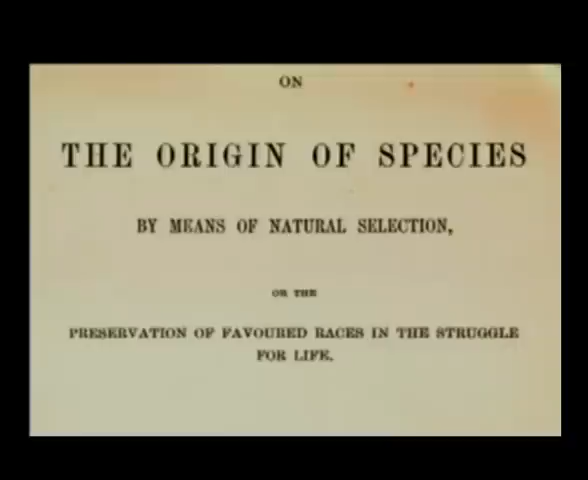 ON
THE ORIGIN OF SPECIES
BY MEANS OF NATURAL SELECTION,
OR THE
PRESERVATION OF FAVOURED RACES IN THE STRUGGLE
FOR LIFE.